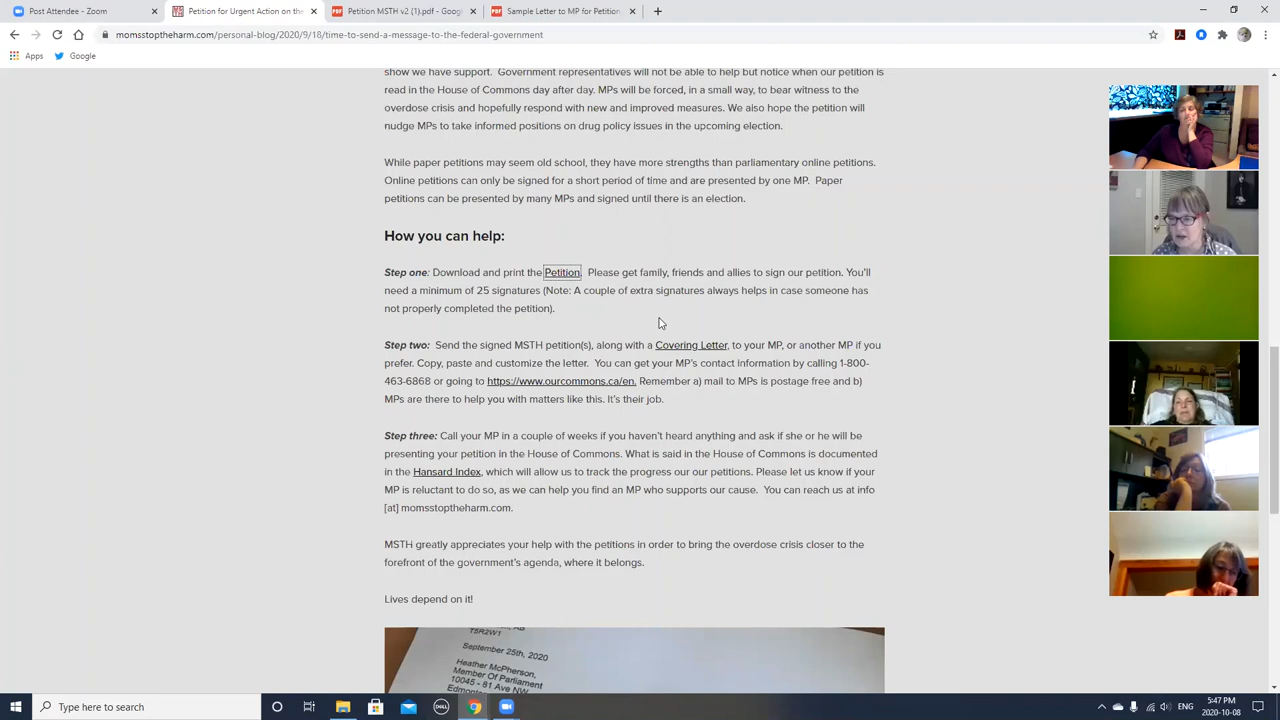 Post Attendee - Zoom
Petition for Urgent Action on the
Petition MSTH v2 (1).pdf - Goog
Sample Letter to MP for Petition
momsstoptheharm.com/personal-blog/2020/9/18/time-to-send-a-message-to-the-federal-government
Apps
Google
show we have support. Government representatives will not be able to help but notice when our petition is
read in the House of Commons day after day. MPs will be forced, in a small way, to bear witness to the
overdose crisis and hopefully respond with new and improved measures. We also hope the petition will
nudge MPs to take informed positions on drug policy issues in the upcoming election.
While paper petitions may seem old school, they have more strengths than parliamentary online petitions.
Online petitions can only be signed for a short period of time and are presented by one MP. Paper
petitions can be presented by many MPs and signed until there is an election.
How you can help:
Step one: Download and print the Petition. Please get family, friends and allies to sign our petition. You'll
need a minimum of 25 signatures (Note: A couple of extra signatures always helps in case someone has
not properly completed the petition).
Step two: Send the signed MSTH petition(s), along with a Covering Letter, to your MP, or another MP if you
prefer. Copy, paste and customize the letter. You can get your MP's contact information by calling 1-800-
463-6868 or going to https://www.ourcommons.ca/en. Remember a) mail to MPs is postage free and b)
MPs are there to help you with matters like this. It's their job.
Step three: Call your MP in a couple of weeks if you haven't heard anything and ask if she or he will be
presenting your petition in the House of Commons. What is said in the House of Commons is documented
in the Hansard Index, which will allow us to track the progress our our petitions. Please let us know if your
MP is reluctant to do so, as we can help you find an MP who supports our cause. You can reach us at info
[at] momsstoptheharm.com.
MSTH greatly appreciates your help with the petitions in order to bring the overdose crisis closer to the
forefront of the government's agenda, where it belongs.
Lives depend on it!
AB
T5R2W1
September 25th, 2020
Heather McPherson,
Member Of Parliament
10045 - 81 Ave NW
Type here to search
DELL
ENG
5:47 PM
2020-10-08